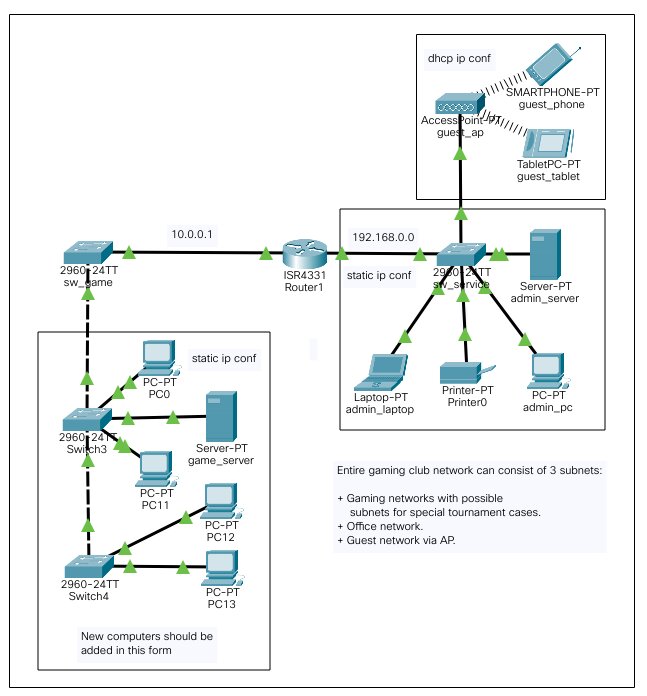 dhcp ip conf
SMARTPHONE-PT
guest_phone
AccessPoint-PT
guest_ap
TabletPC-PT
guest_tablet
10.0.0.1
192.168.0.0
2960-24TT
sw_game
ISR4331
Router1
static ip conf
2960-24TT
sw_service
Server-PT
admin_server
static ip conf
PC-PT
PC0
Laptop-PT
admin_laptop
Printer-PT
Printer0
PC-PT
admin_pc
2960-24TT
Switch3
Server-PT
game_server
PC-PT
PC11
Entire gaming club network can consist of 3 subnets:
+ Gaming networks with possible
subnets for special tournament cases.
+ Office network.
+ Guest network via AP.
PC-PT
PC12
2960-24TT
Switch4
PC-PT
PC13
New computers should be
added in this form